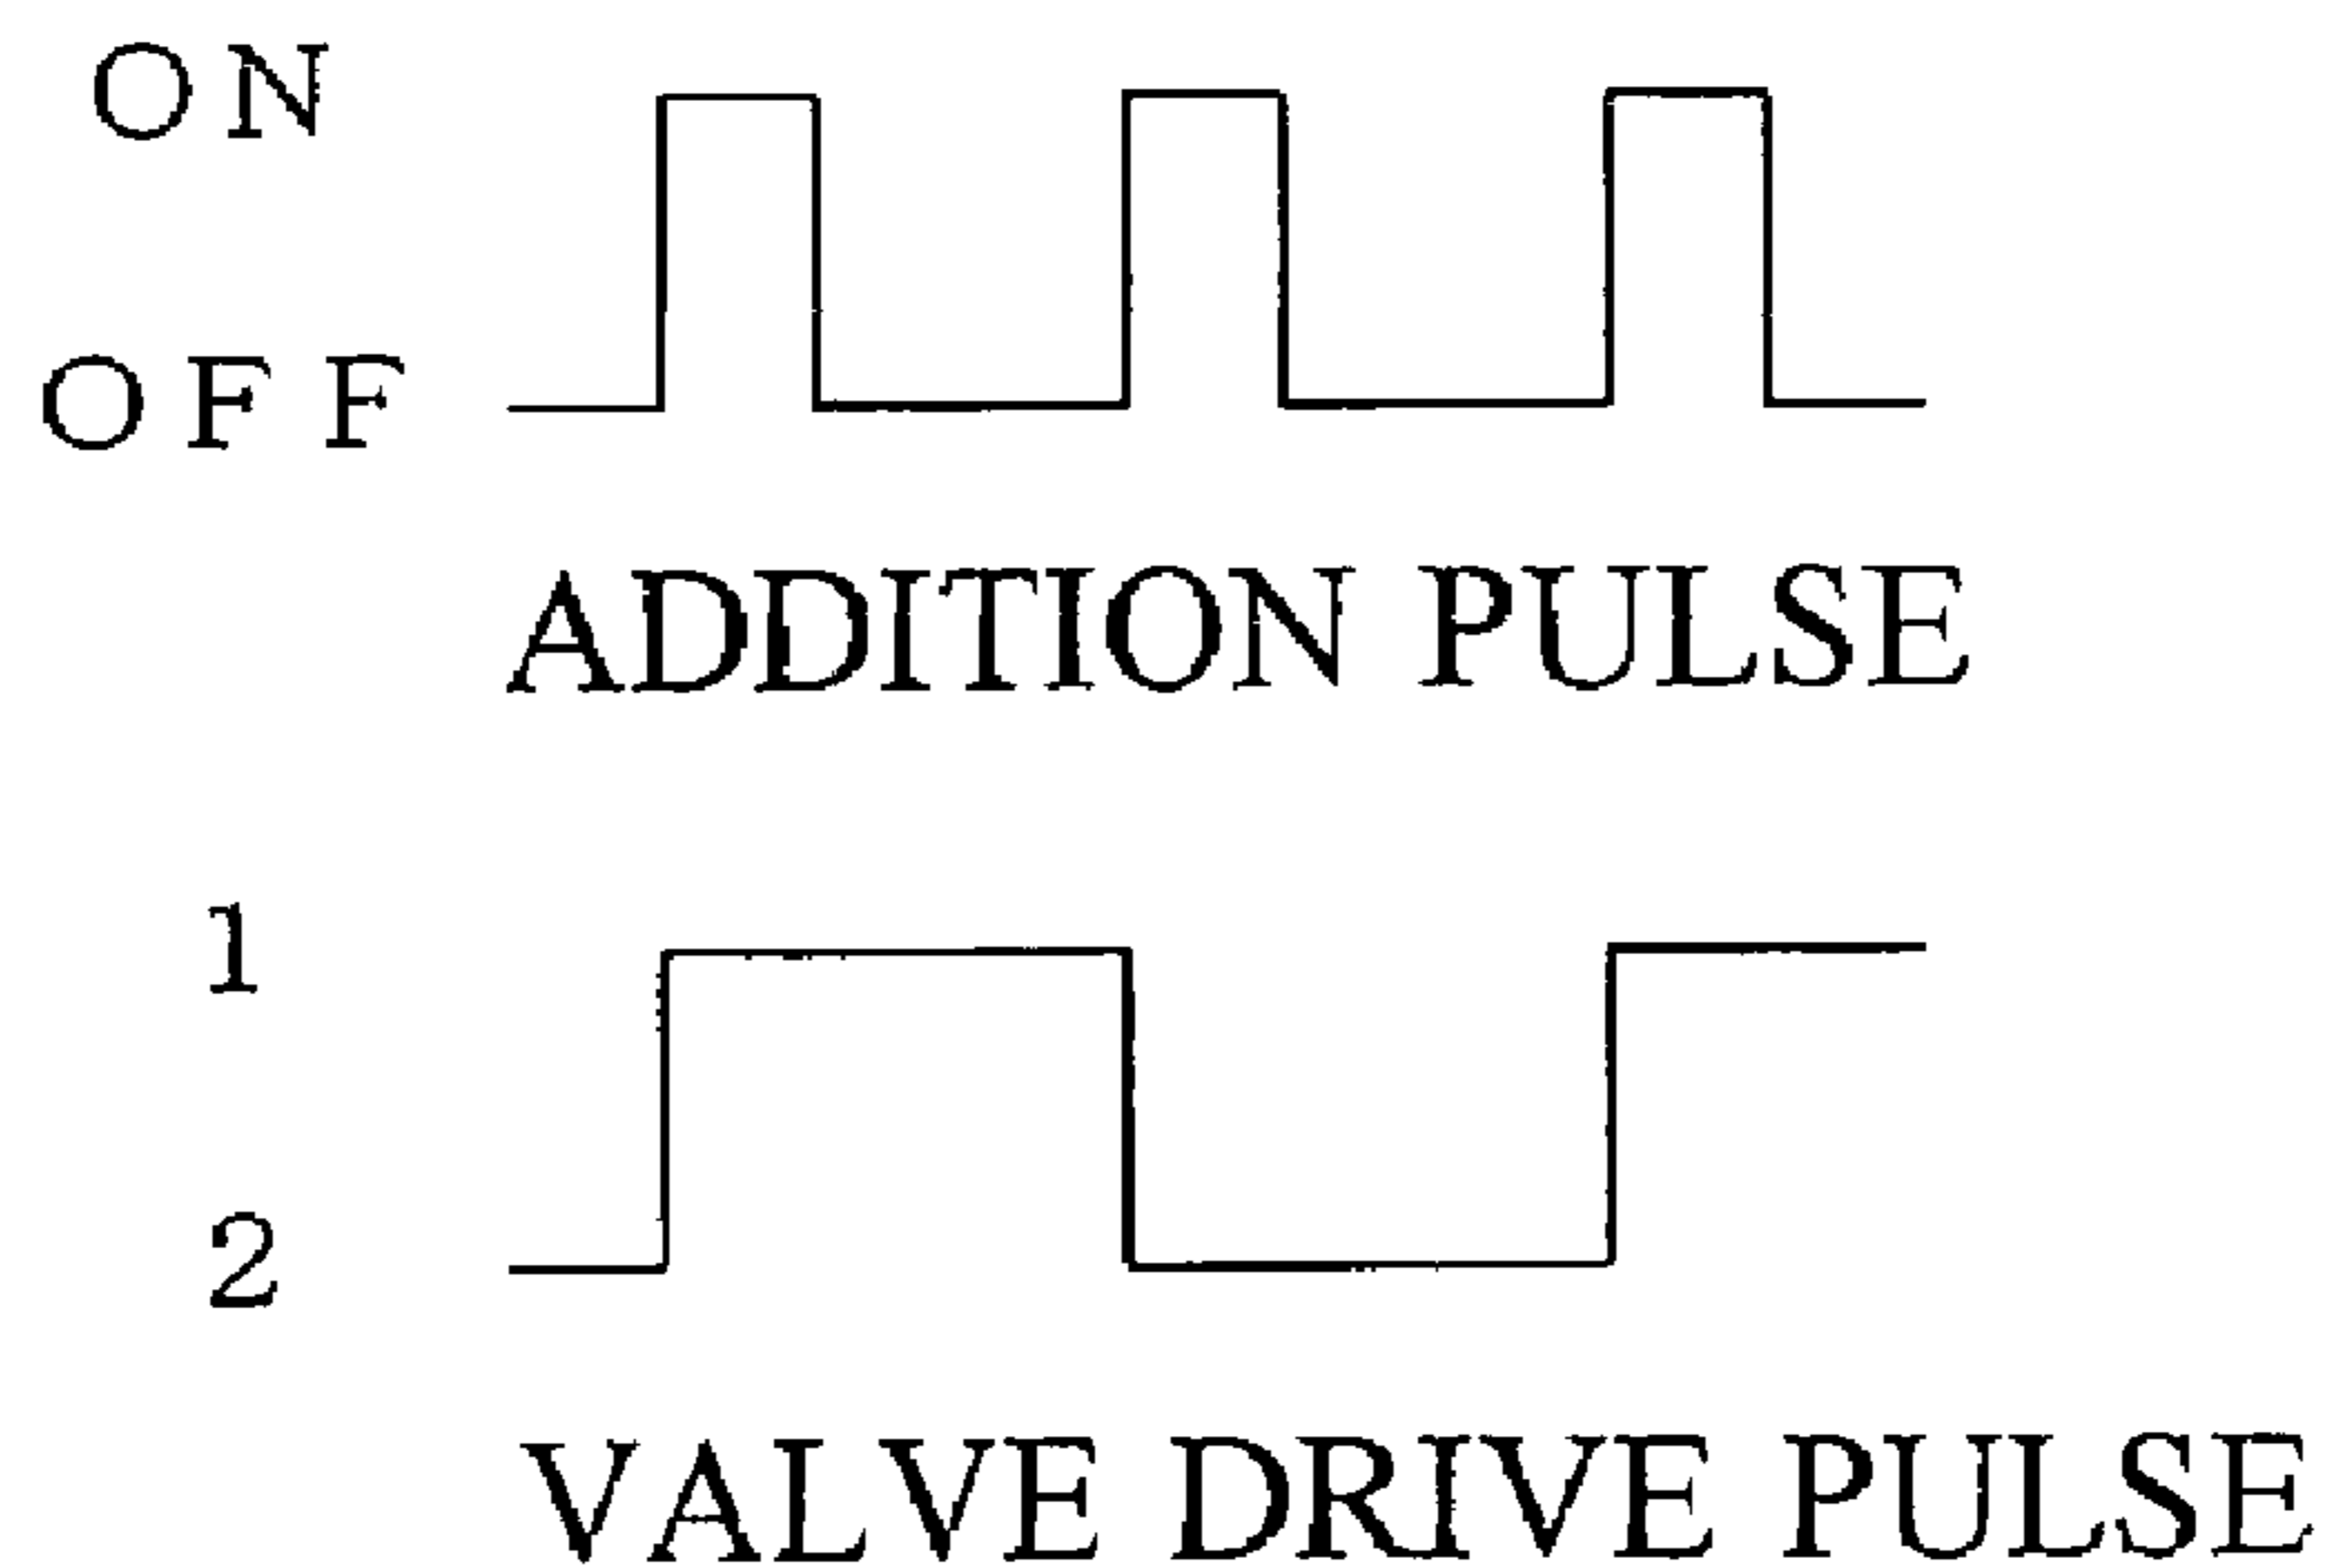 ON
OFF
ADDITION PULSE
1
2
VALVE DRIVE PULSE